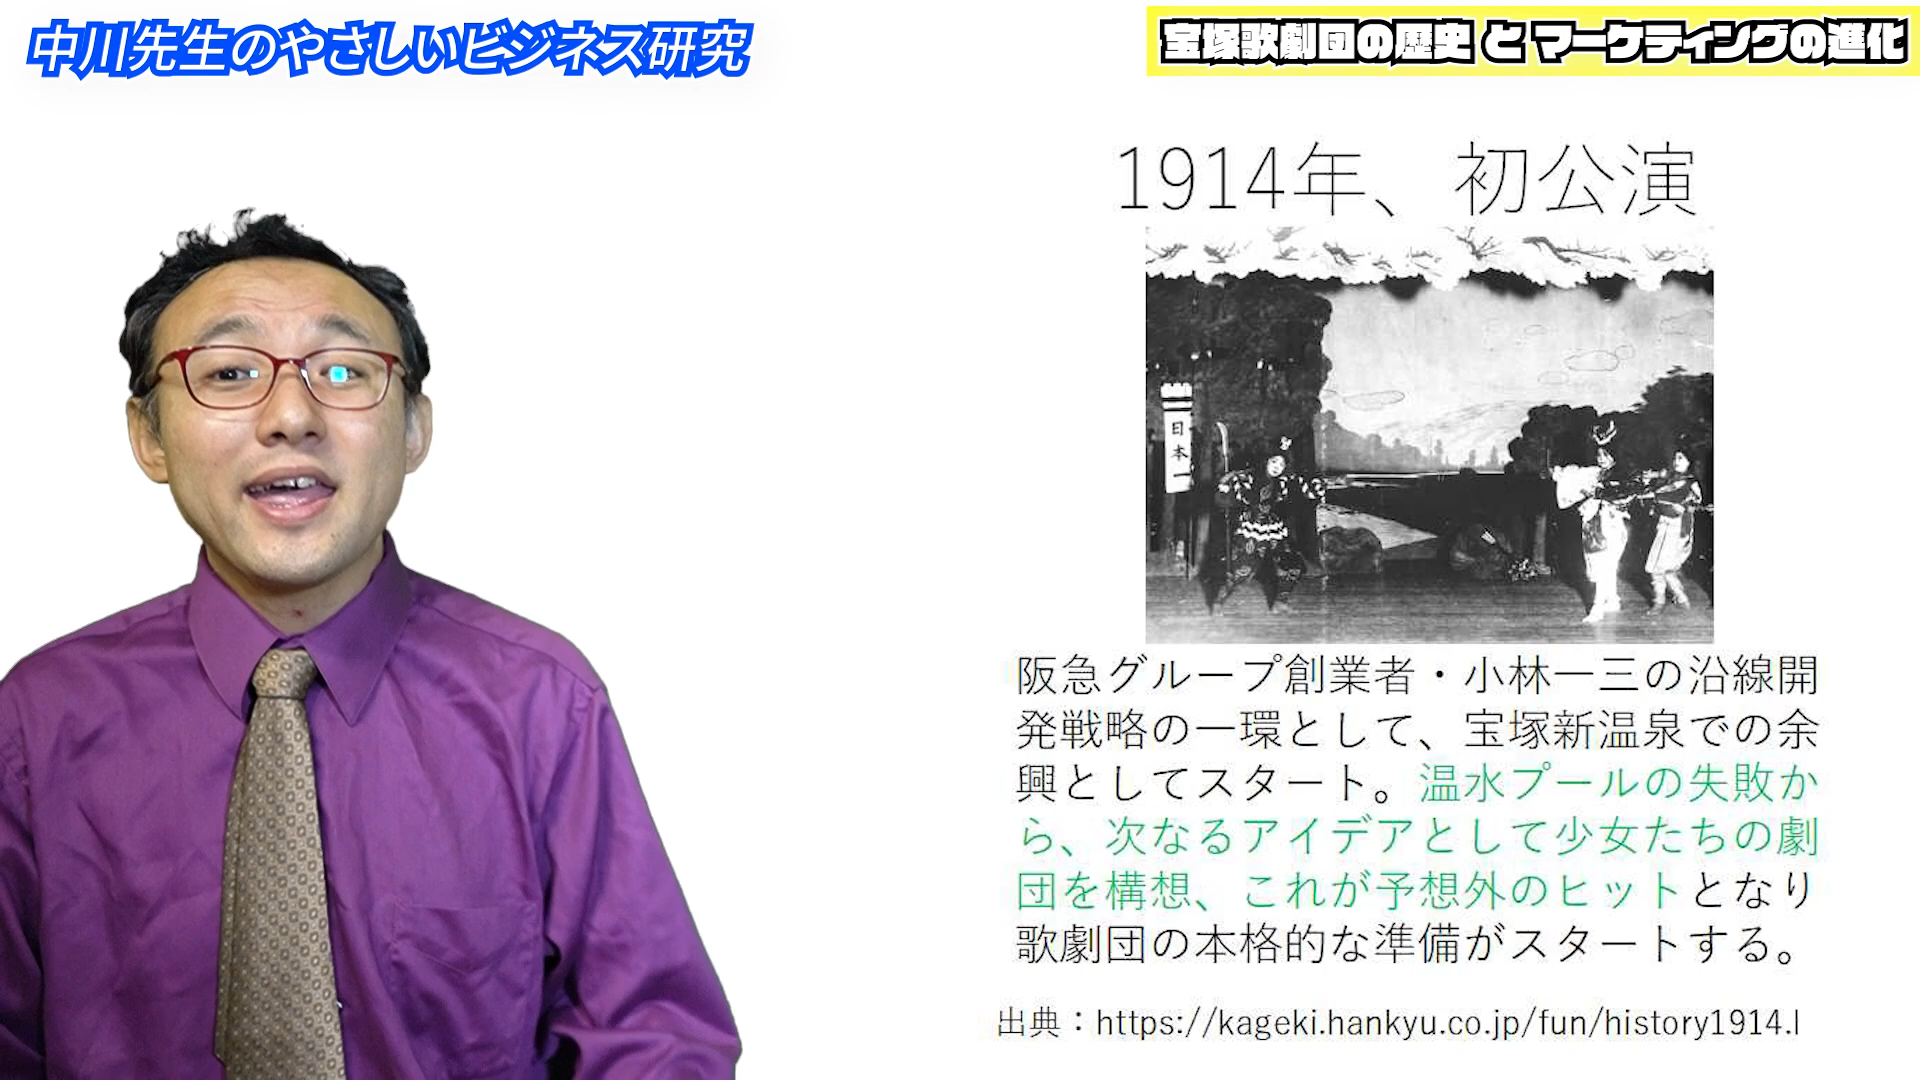 中川先生のやさしいビジネス研究
宝塚歌劇団の歴史 と マーケティングの進化
1914年、初公演
日本一
阪急グループ創業者・小林一三の沿線開
発戦略の一環として、宝塚新温泉での余
興としてスタート。温水プールの失敗か
ら、次なるアイデアとして少女たちの劇
団を構想、これが予想外のヒットとなり
歌劇団の本格的な準備がスタートする。
出典：https://kageki.hankyu.co.jp/fun/history1914.l